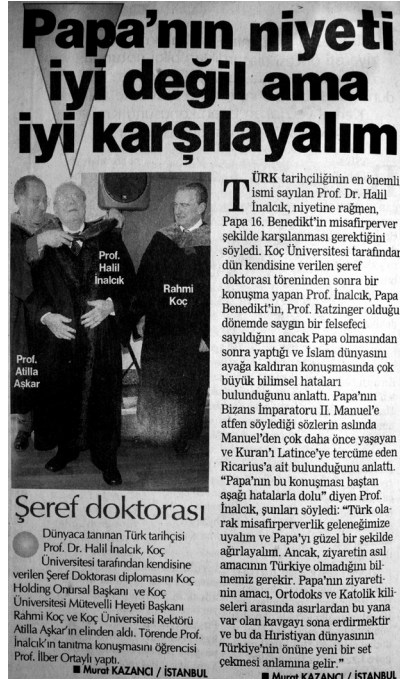 Papa'nın niyeti
iyi değil ama
iyi karşılayalım
Prof.
Halil
İnalcık
Rahmi
Koç
Prof.
Atilla
Aşkar
Şeref doktorası
Dünyaca tanınan Türk tarihçisi
Prof. Dr. Halil İnalcık, Koç
Üniversitesi tarafından kendisine
verilen Şeref Doktorası diplomasını Koç
Holding Onursal Başkanı ve Koç
Üniversitesi Mütevelli Heyeti Başkanı
Rahmi Koç ve Koç Üniversitesi Rektörü
Atilla Aşkar'ın elinden aldı. Törende Prof.
İnalcık'ın tanıtma konuşmasını öğrencisi
Prof. İlber Ortaylı yaptı.
■ Murat KAZANCI / İSTANBUL
TÜRK tarihçiliğinin en önemli
ismi sayılan Prof. Dr. Halil
İnalcık, niyetine rağmen,
Papa 16. Benedikt'in misafirperver
şekilde karşılanması gerektiğini
söyledi. Koç Üniversitesi tarafından
dün kendisine verilen şeref
doktorası töreninden sonra bir
konuşma yapan Prof. İnalcık, Papa
Benedikt'in, Prof. Ratzinger olduğu
dönemde saygın bir felsefeci
sayıldığını ancak Papa olmasından
sonra yaptığı ve İslam dünyasını
ayağa kaldıran konuşmasında çok
büyük bilimsel hataları
bulunduğunu anlattı. Papa'nın
Bizans İmparatoru II. Manuel'e
atfen söylediği sözlerin aslında
Manuel'den çok daha önce yaşayan
ve Kuran'ı Latince'ye tercüme eden
Ricarius'a ait bulunduğunu anlattı.
"Papa'nın bu konuşması baştan
aşağı hatalarla dolu" diyen Prof.
İnalcık, şunları söyledi: "Türk ola-
rak misafirperverlik geleneğimize
uyalım ve Papa'yı güzel bir şekilde
ağırlayalım. Ancak, ziyaretin asıl
amacının Türkiye olmadığını bil-
memiz gerekir. Papa'nın ziyareti-
nin amacı, Ortodoks ve Katolik kili-
seleri arasında asırlardan bu yana
var olan kavgayı sona erdirmektir
ve bu da Hıristiyan dünyasının
Türkiye'nin önüne yeni bir set
çekmesi anlamına gelir."
■ Murat KAZANCI / İSTANBUL